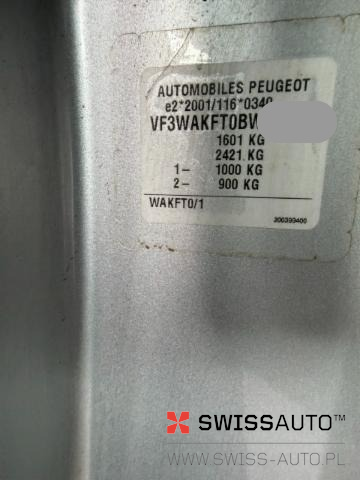 AUTOMOBILES PEUGEOT
e2*2001/116*0340
VF3WAKFT0BW
1601 KG
2421 KG
1– 1000 KG
2– 900 KG
WAKFT0/1
200399400
SWISSAUTO™
WWW.SWISS-AUTO.PL